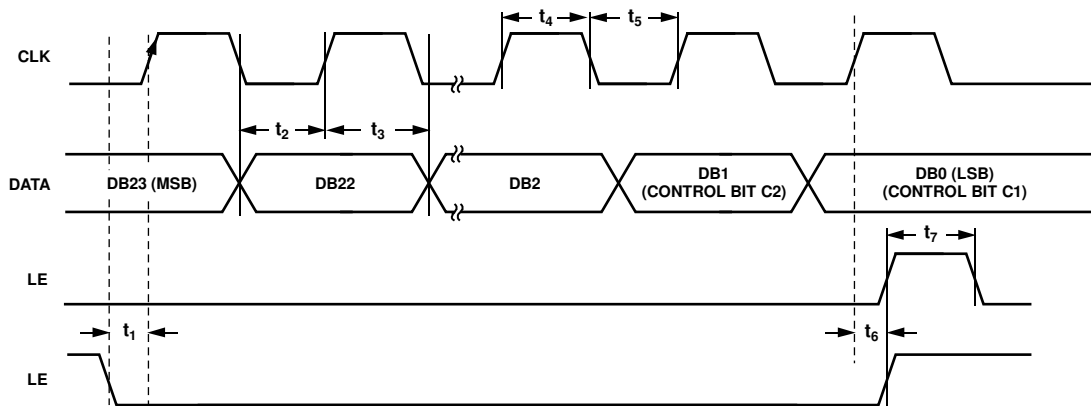 t4
t5
CLK
t2
t3
DATA
DB23 (MSB)
DB22
DB2
DB1
(CONTROL BIT C2)
DB0 (LSB)
(CONTROL BIT C1)
t7
LE
t1
t6
LE